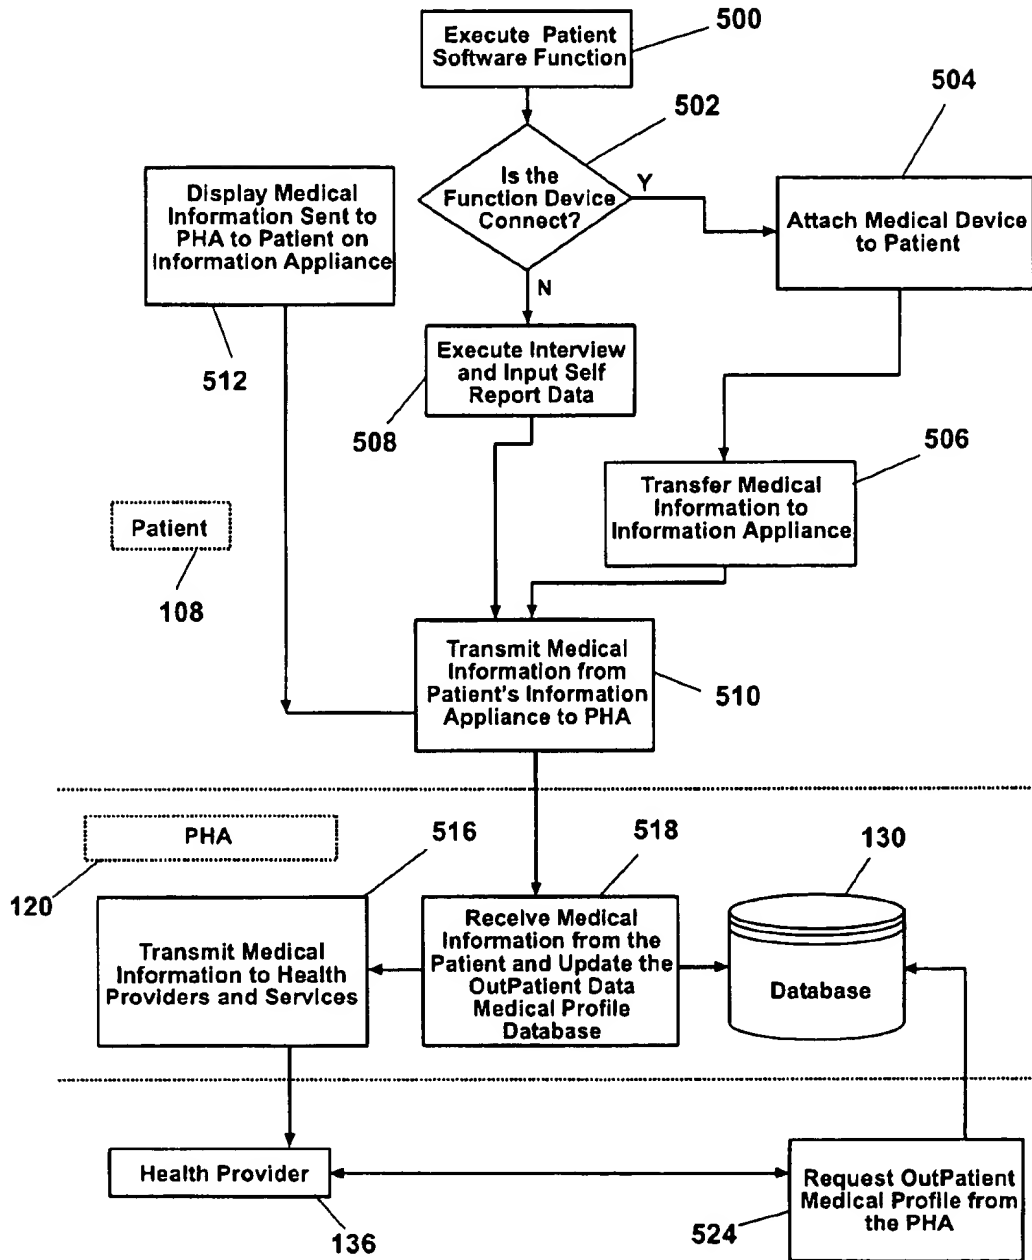 500
Execute Patient
Software Function
502
504
Is the
Function Device
Connect?
Y
N
Display Medical
Information Sent to
PHA to Patient on
Information Appliance
Attach Medical Device
to Patient
512
Execute Interview
and Input Self
Report Data
508
506
Transfer Medical
Information to
Information Appliance
Patient
108
Transmit Medical
Information from
Patient's Information
Appliance to PHA
510
PHA
120
516
518
130
Transmit Medical
Information to Health
Providers and Services
Receive Medical
Information from the
Patient and Update the
OutPatient Data
Medical Profile
Database
Database
Health Provider
136
Request OutPatient
Medical Profile from
the PHA
524